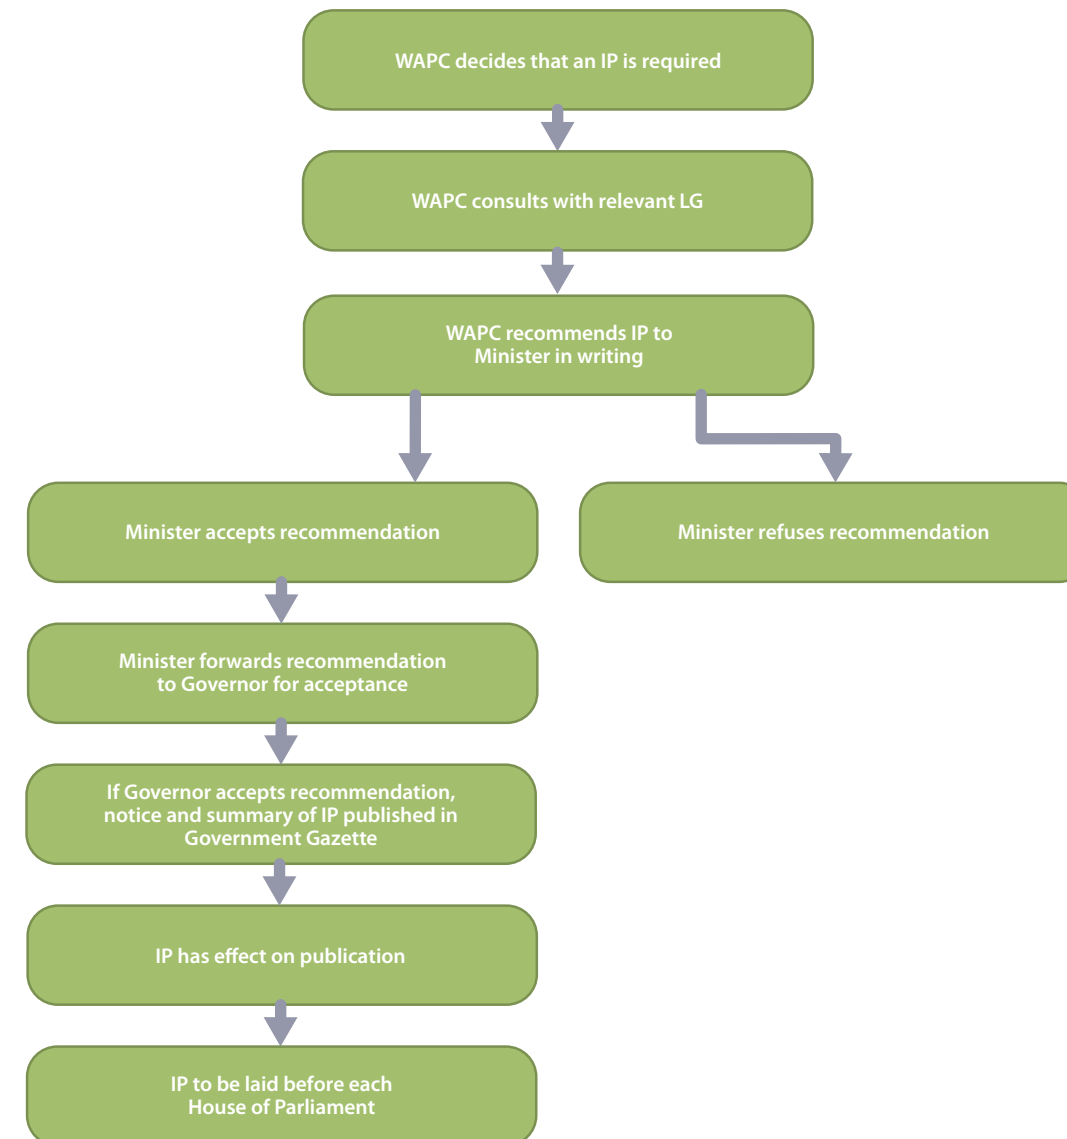 WAPC decides that an IP is required
WAPC consults with relevant LG
WAPC recommends IP to
Minister in writing
Minister accepts recommendation
Minister refuses recommendation
Minister forwards recommendation
to Governor for acceptance
If Governor accepts recommendation,
notice and summary of IP published in
Government Gazette
IP has effect on publication
IP to be laid before each
House of Parliament